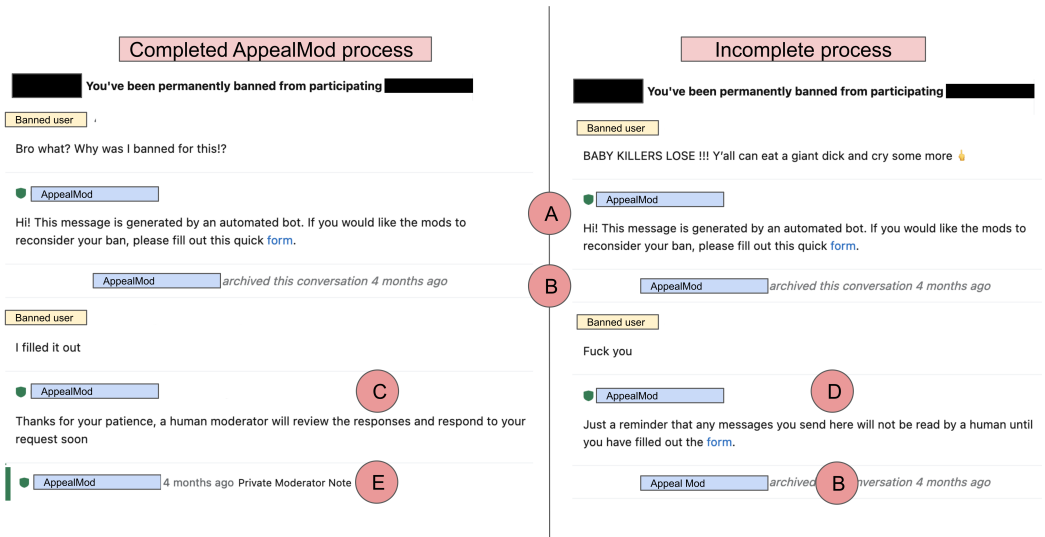 Completed AppealMod process
You've been permanently banned from participating
Banned user
Bro what? Why was I banned for this!?
AppealMod
Hi! This message is generated by an automated bot. If you would like the mods to
reconsider your ban, please fill out this quick form.
AppealMod archived this conversation 4 months ago
Banned user
I filled it out
AppealMod
C
Thanks for your patience, a human moderator will review the responses and respond to your
request soon
AppealMod 4 months ago Private Moderator Note
E
A
B
Incomplete process
You've been permanently banned from participating
Banned user
BABY KILLERS LOSE !!! Y'all can eat a giant dick and cry some more 🖕
AppealMod
Hi! This message is generated by an automated bot. If you would like the mods to
reconsider your ban, please fill out this quick form.
AppealMod archived this conversation 4 months ago
Banned user
Fuck you
AppealMod
D
Just a reminder that any messages you send here will not be read by a human until
you have filled out the form.
Appeal Mod archived B nversation 4 months ago